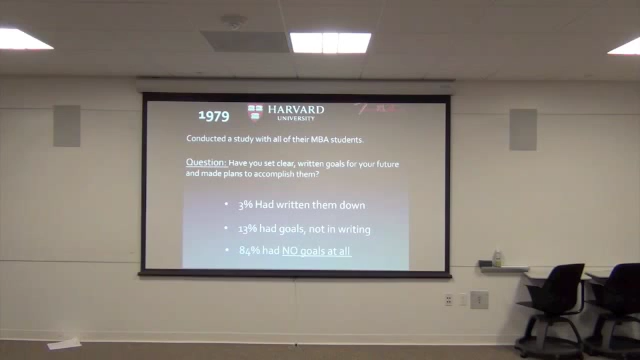 1979
HARVARD
UNIVERSITY
Conducted a study with all of their MBA students.
Question: Have you set clear, written goals for your future
and made plans to accomplish them?
• 3% Had written them down
• 13% had goals, not in writing
• 84% had NO goals at all